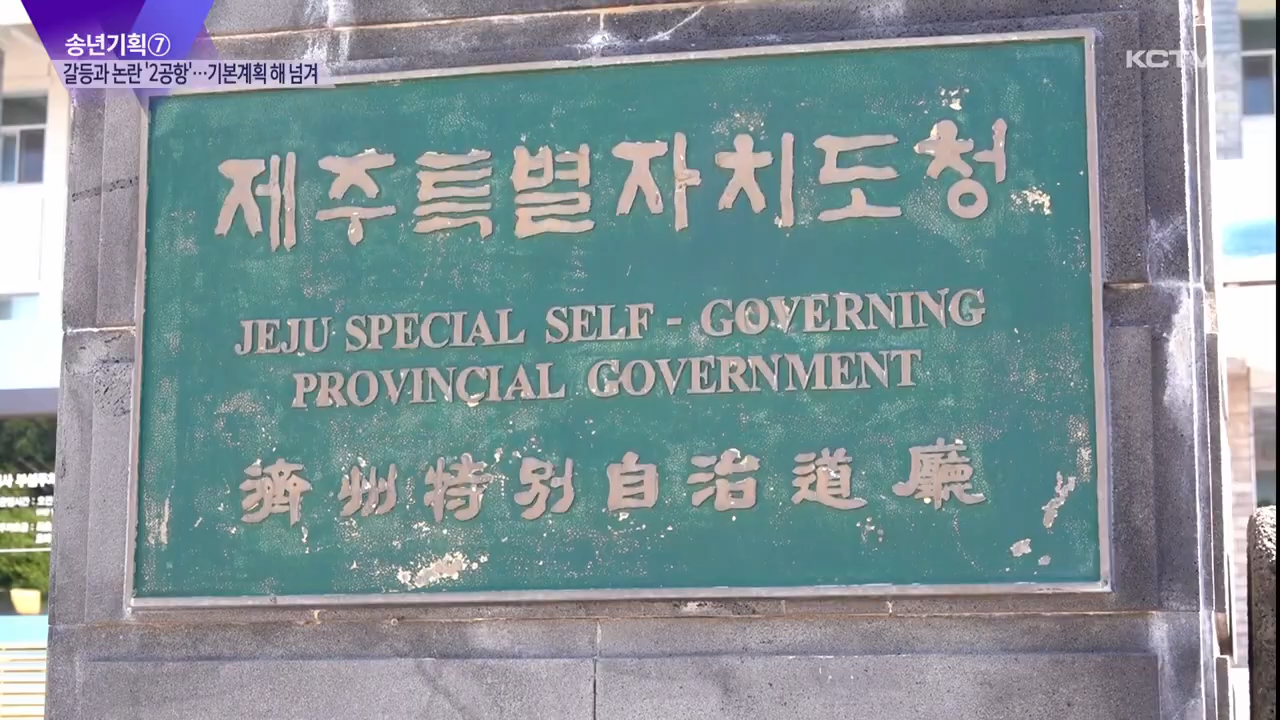 송년기획⑦
갈등과 논란 '2공항'…기본계획 해 넘겨
KCTV
제주특별자치도청
JEJU SPECIAL SELF - GOVERNING
PROVINCIAL GOVERNMENT
濟州特別自治道廳